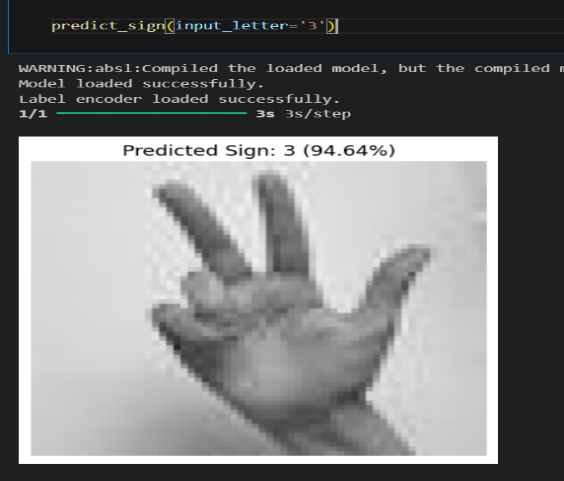 predict_sign(input_letter='3')
WARNING:absl:Compiled the loaded model, but the compiled
Model loaded successfully.
Label encoder loaded successfully.
1/1 ━━━━━━━━━━━━━━━━━━━━ 3s 3s/step
Predicted Sign: 3 (94.64%)